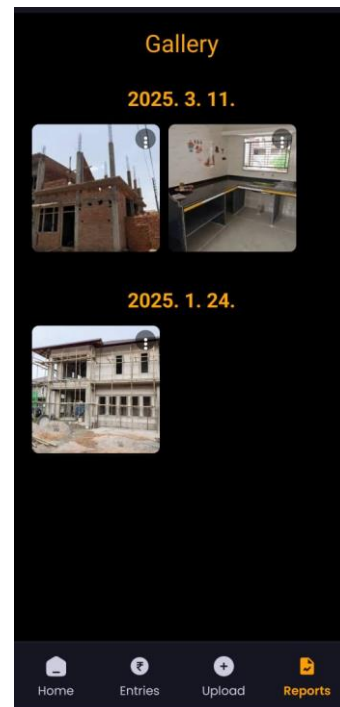 Gallery
2025. 3. 11.
2025. 1. 24.
₹
Home Entries Upload Reports